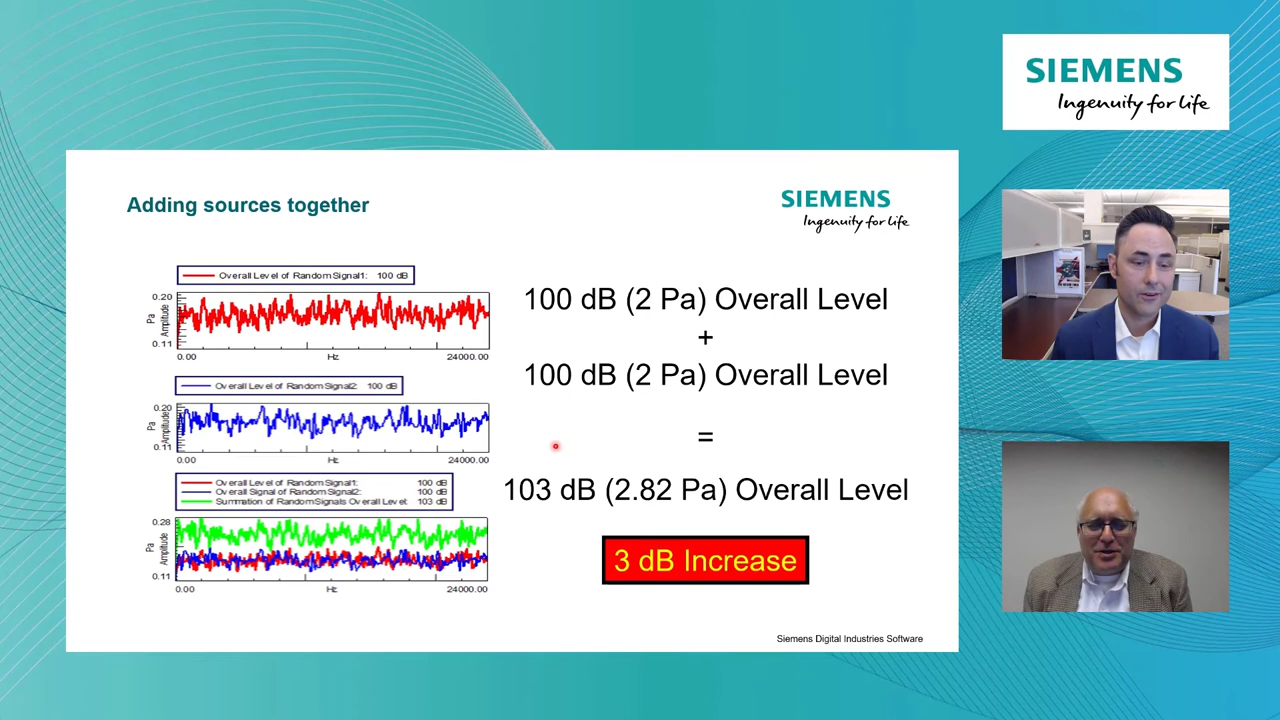 SIEMENS
Ingenuity for life
Adding sources together
SIEMENS
Ingenuity for life
Overall Level of Random Signal1: 100 dB
0.20
Pa
Amplitude
0.11
0.00 Hz 24000.00
Overall Level of Random Signal2: 100 dB
0.20
Pa
Amplitude
0.11
0.00 Hz 24000.00
Overall Level of Random Signal1: 100 dB
Overall Signal of Random Signal2: 100 dB
Summation of Random Signals Overall Level: 103 dB
0.28
Pa
Amplitude
0.11
0.00 Hz 24000.00
100 dB (2 Pa) Overall Level
+
100 dB (2 Pa) Overall Level
=
103 dB (2.82 Pa) Overall Level
3 dB Increase
Siemens Digital Industries Software